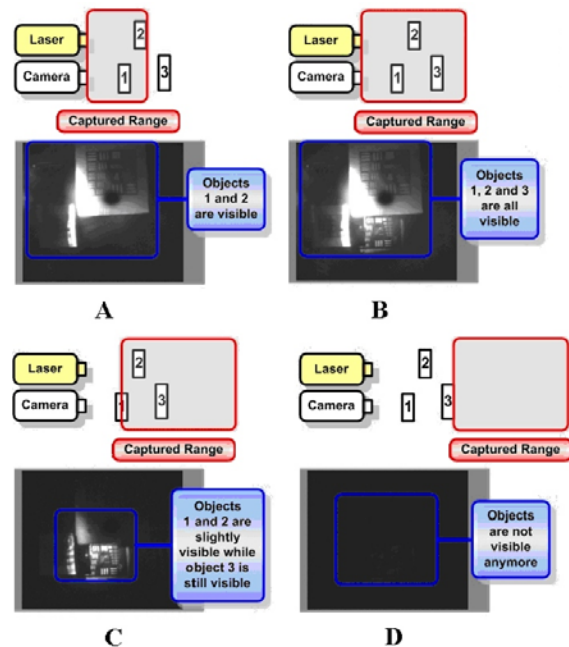 Laser
Camera
1
2
3
Captured Range
Objects
1 and 2
are visible
A
Laser
Camera
1
2
3
Captured Range
Objects
1, 2 and 3
are all
visible
B
Laser
Camera
1
2
3
Captured Range
Objects
1 and 2 are
slightly
visible while
object 3 is
still visible
C
Laser
Camera
1
2
3
Captured Range
Objects
are not
visible
anymore
D